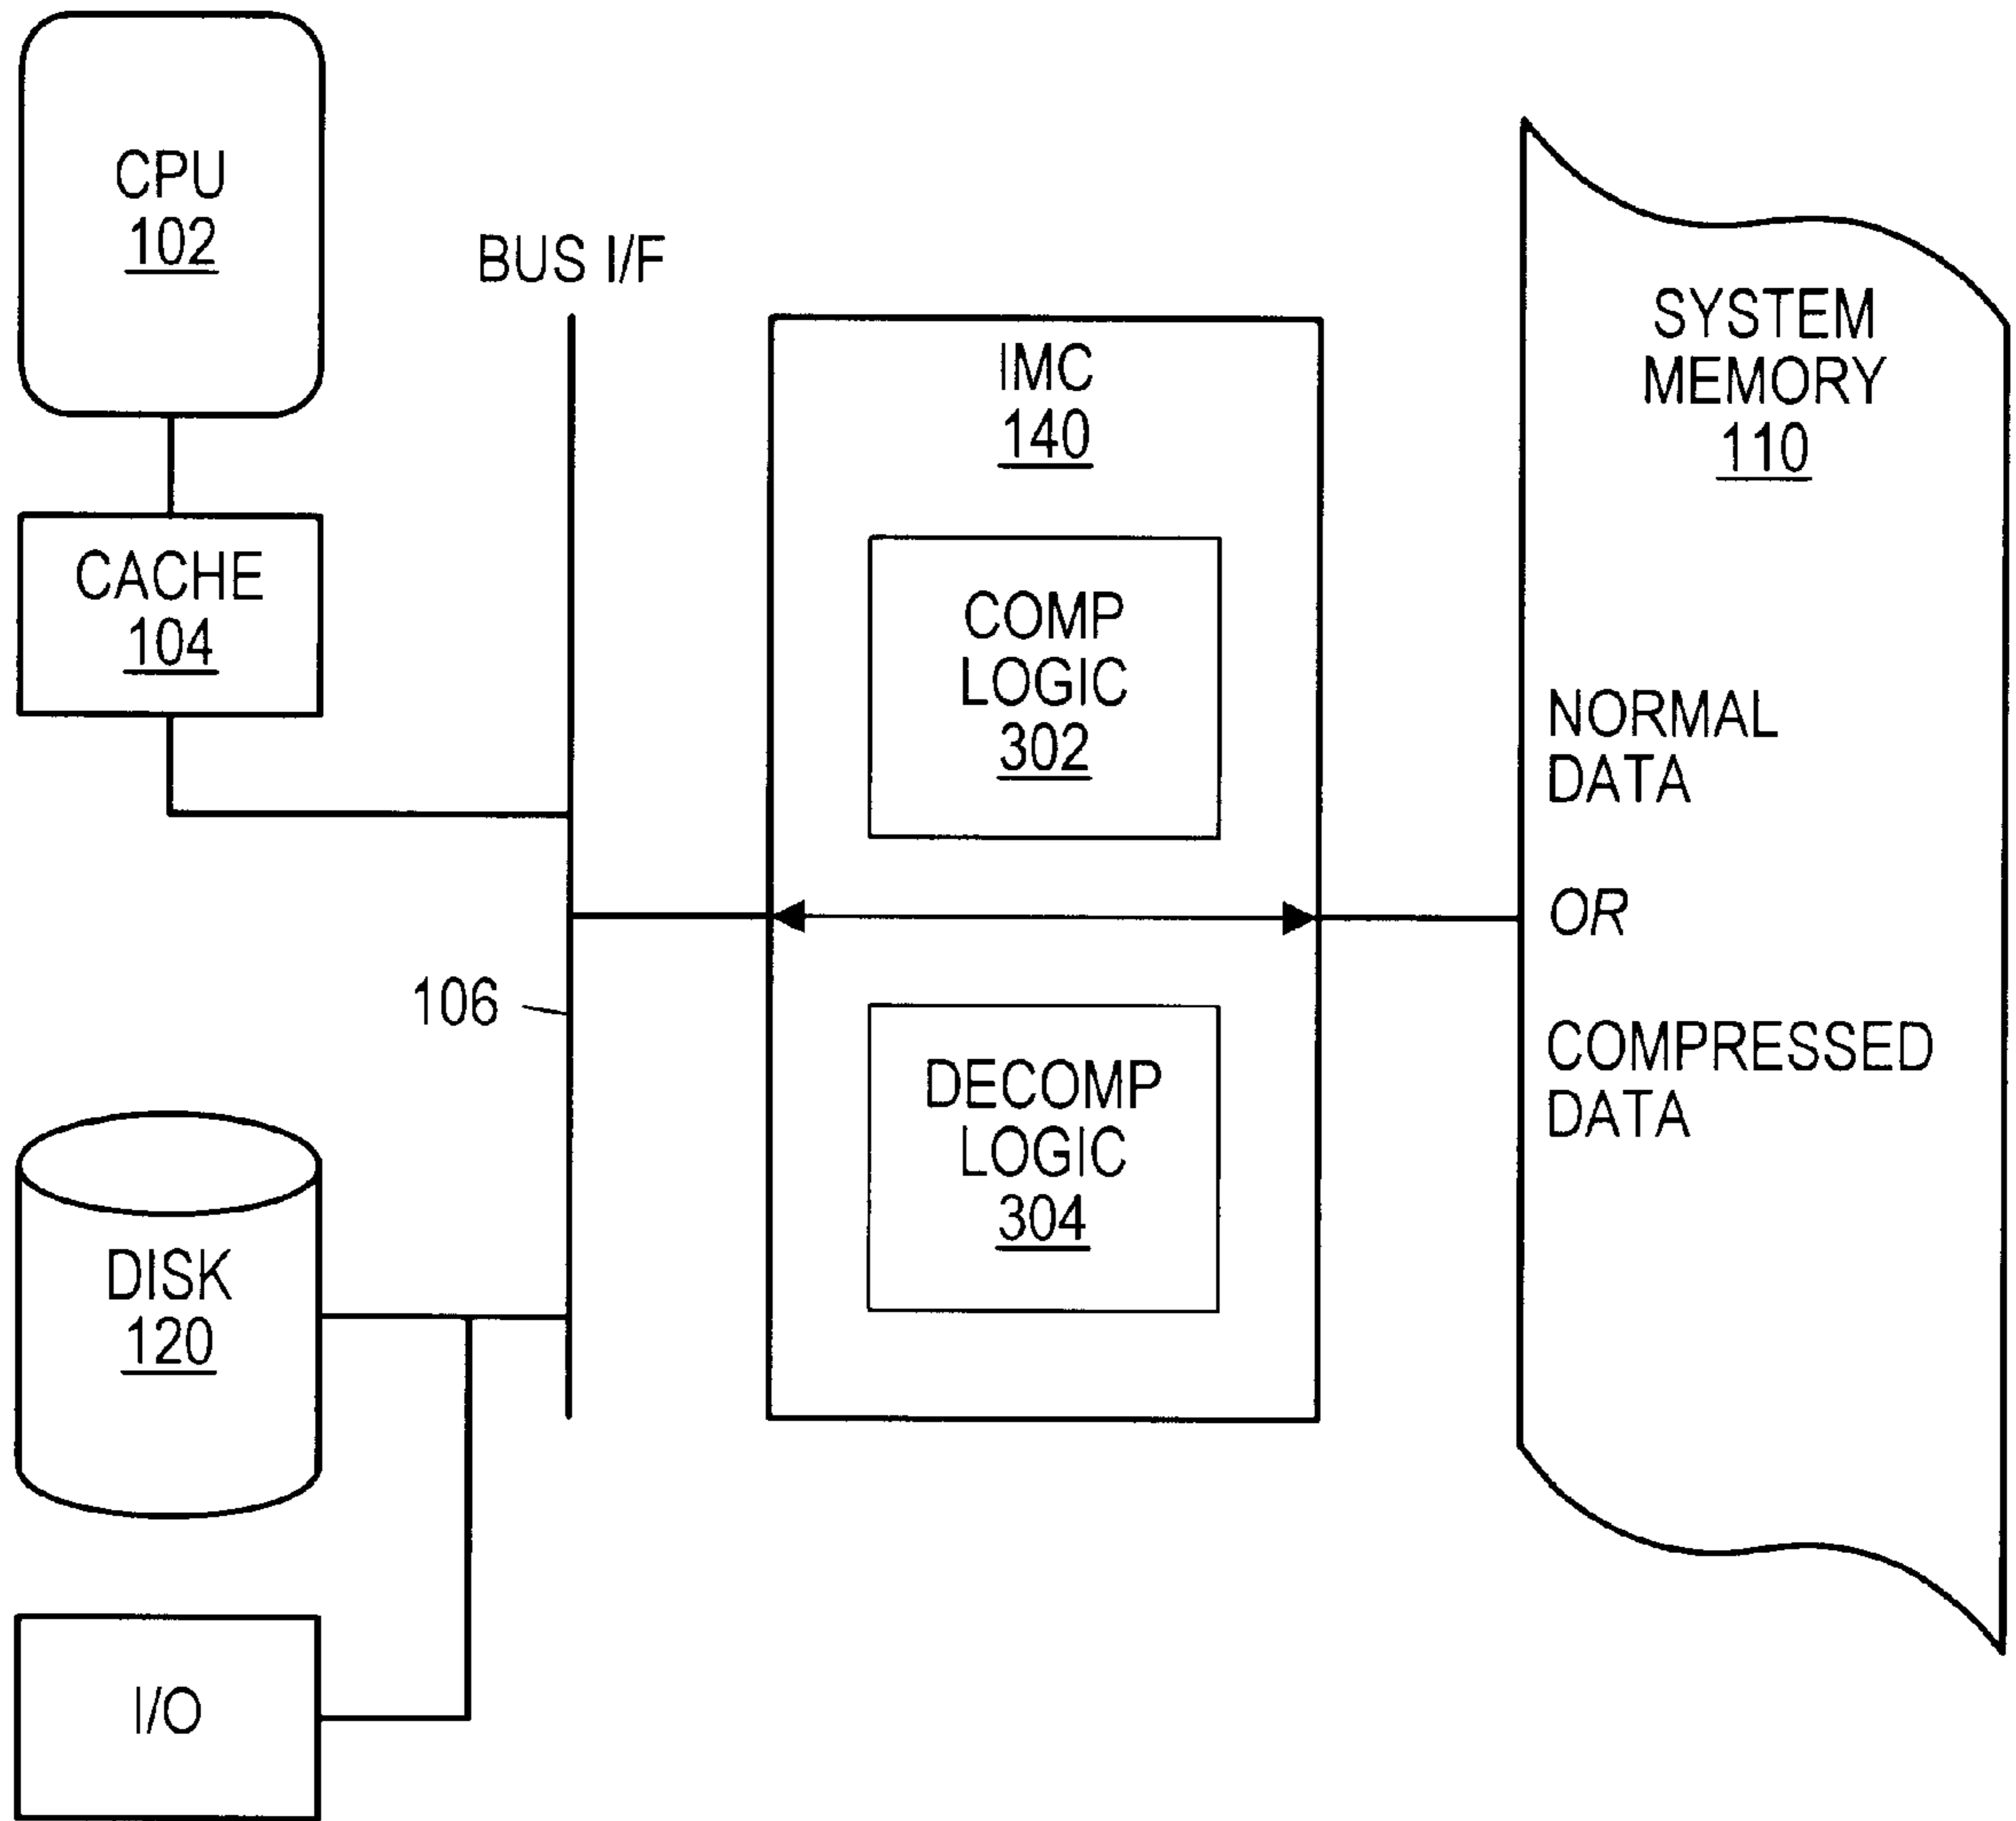 CPU
102
CACHE
104
BUS I/F
106
DISK
120
I/O
IMC
140
COMP
LOGIC
302
DECOMP
LOGIC
304
SYSTEM
MEMORY
110
NORMAL
DATA
OR
COMPRESSED
DATA